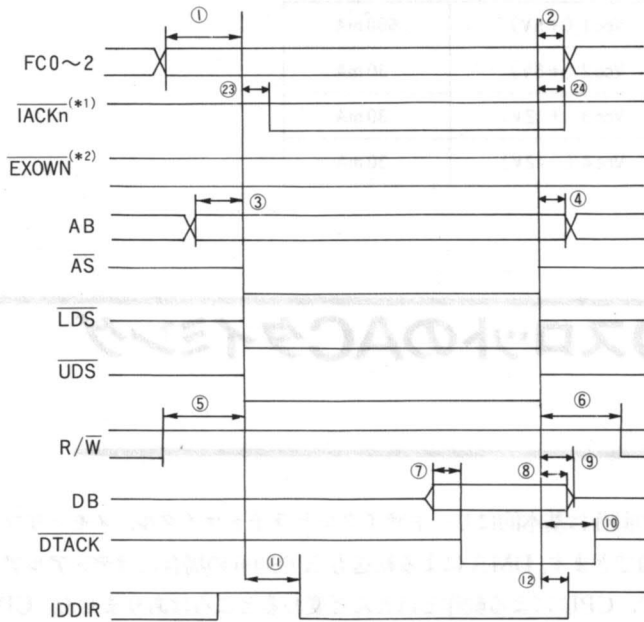 ① ②
FC0～2
㉓ ㉔
IACKn(*1)
EXOWN(*2)
③ ④
AB
AS
LDS
UDS
⑤ ⑥
R/W
⑦ ⑧ ⑨
DB
DTACK ⑩
⑪ ⑫
IDDIR